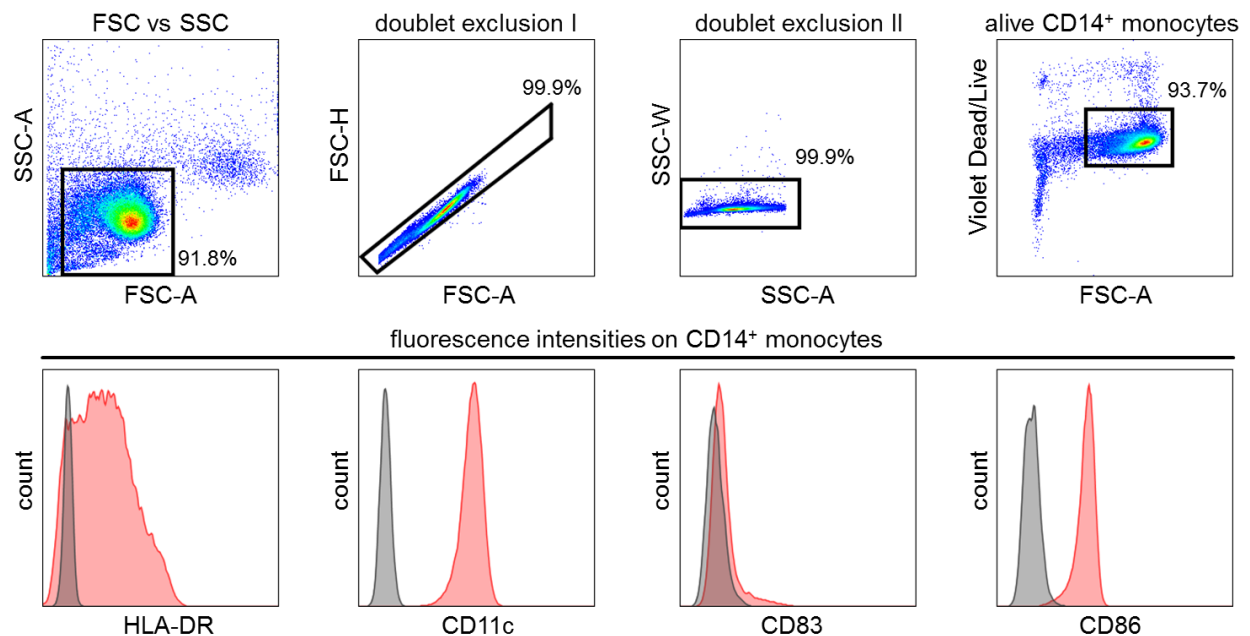 FSC vs SSC
doublet exclusion I
doublet exclusion II
alive CD14⁺ monocytes
SSC-A
91.8%
FSC-A
FSC-H
99.9%
FSC-A
SSC-W
99.9%
SSC-A
Violet Dead/Live
93.7%
FSC-A
fluorescence intensities on CD14⁺ monocytes
count
HLA-DR
count
CD11c
count
CD83
count
CD86